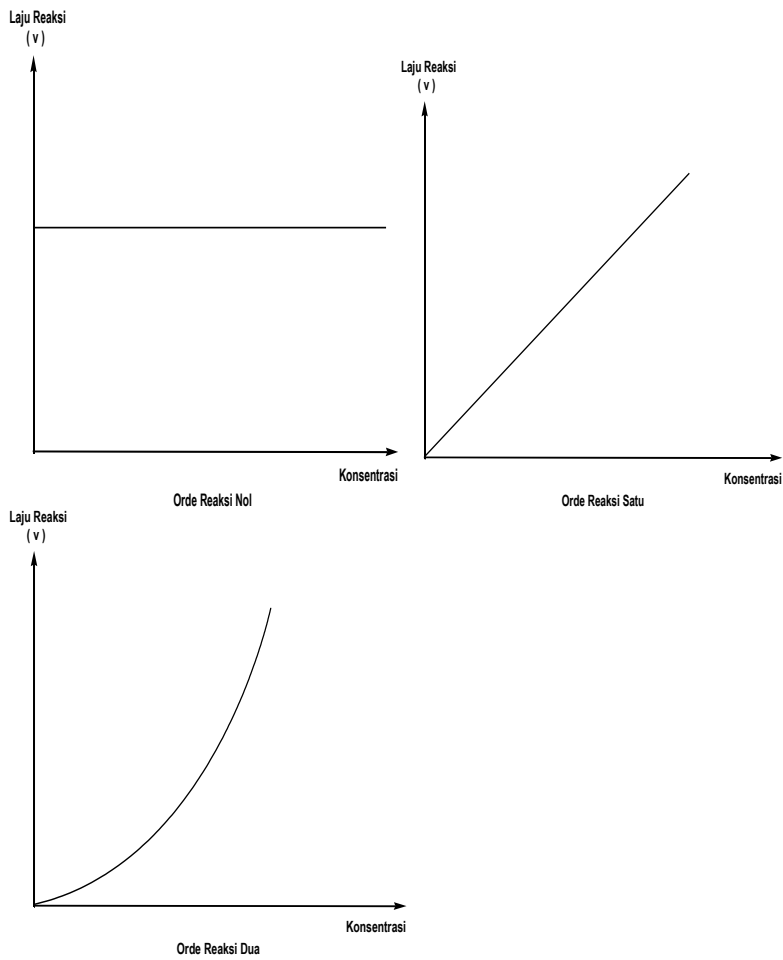 Laju Reaksi
( v )
Konsentrasi
Orde Reaksi Nol
Laju Reaksi
( v )
Konsentrasi
Orde Reaksi Satu
Laju Reaksi
( v )
Konsentrasi
Orde Reaksi Dua